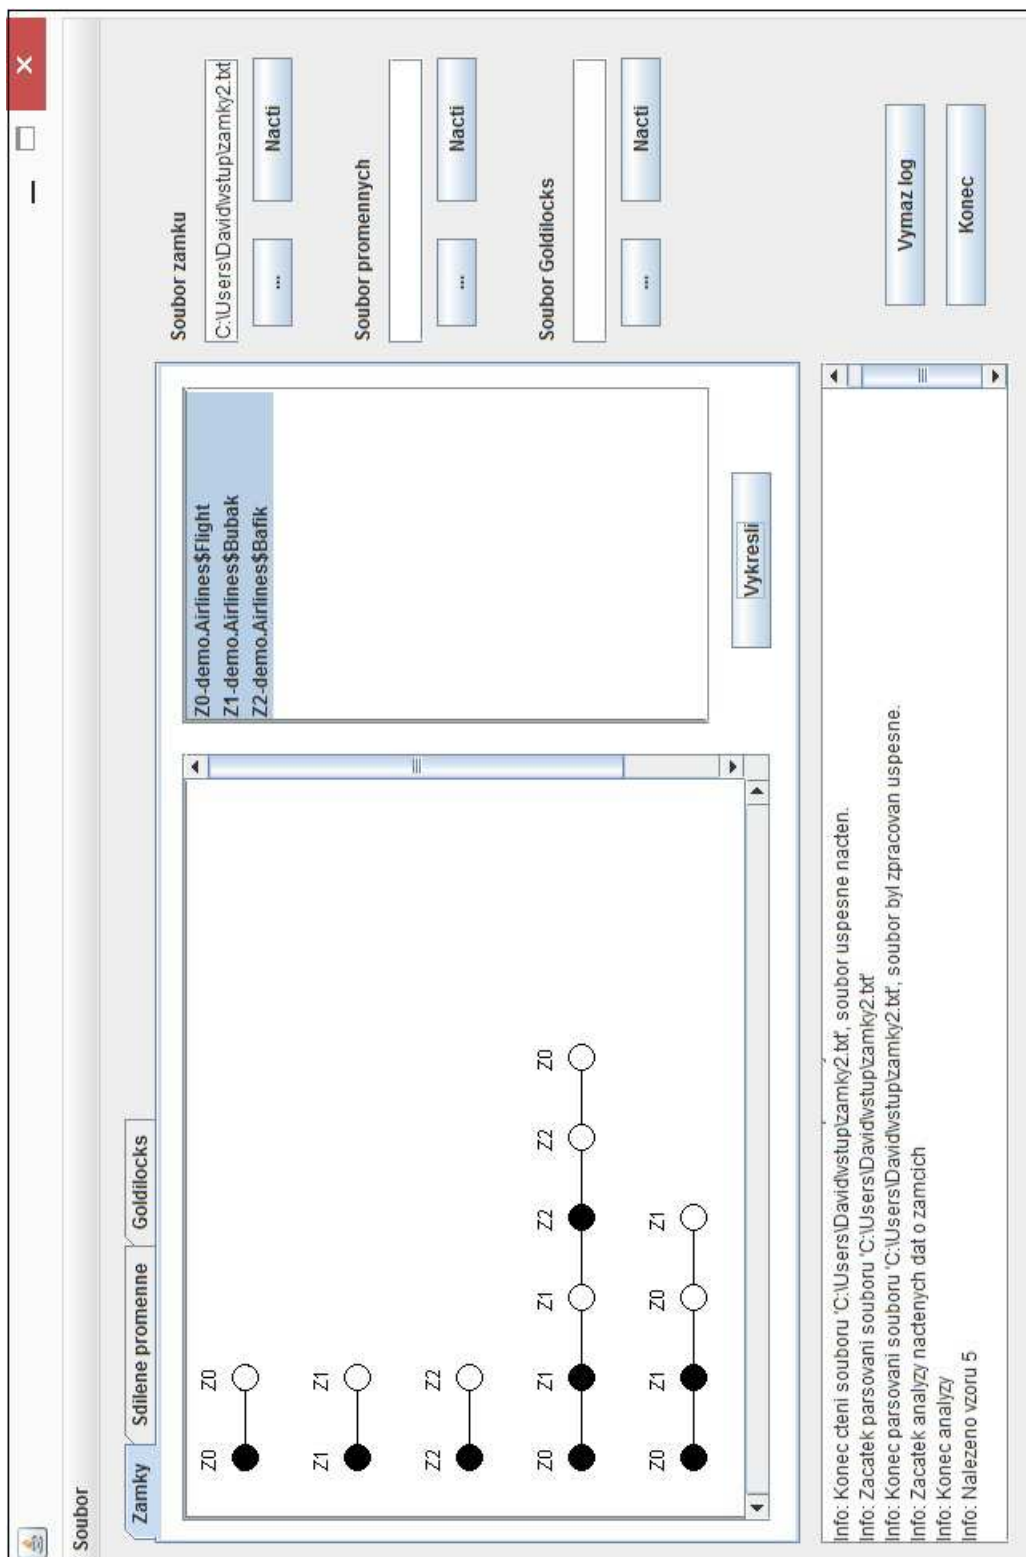 Soubor
Zamky
Sdilene promenne
Goldilocks
Z0 Z0
Z1 Z1
Z2 Z2
Z0 Z1 Z1 Z2 Z2 Z0
Z0 Z1 Z0 Z1
Z0-demo.Airlines$Flight
Z1-demo.Airlines$Bubak
Z2-demo.Airlines$Bafik
Vykresli
Soubor zamku
C:\Users\David\vstup\zamky2.txt
... Nacti
Soubor promennych
... Nacti
Soubor Goldilocks
... Nacti
Info: Konec cteni souboru 'C:\Users\David\vstup\zamky2.txt', soubor uspesne nacten.
Info: Zacatek parsovani souboru 'C:\Users\David\vstup\zamky2.txt'
Info: Konec parsovani souboru 'C:\Users\David\vstup\zamky2.txt', soubor byl zpracovan uspesne.
Info: Zacatek analyzy nactenych dat o zamcich
Info: Konec analyzy
Info: Nalezeno vzoru 5
Vymaz log
Konec